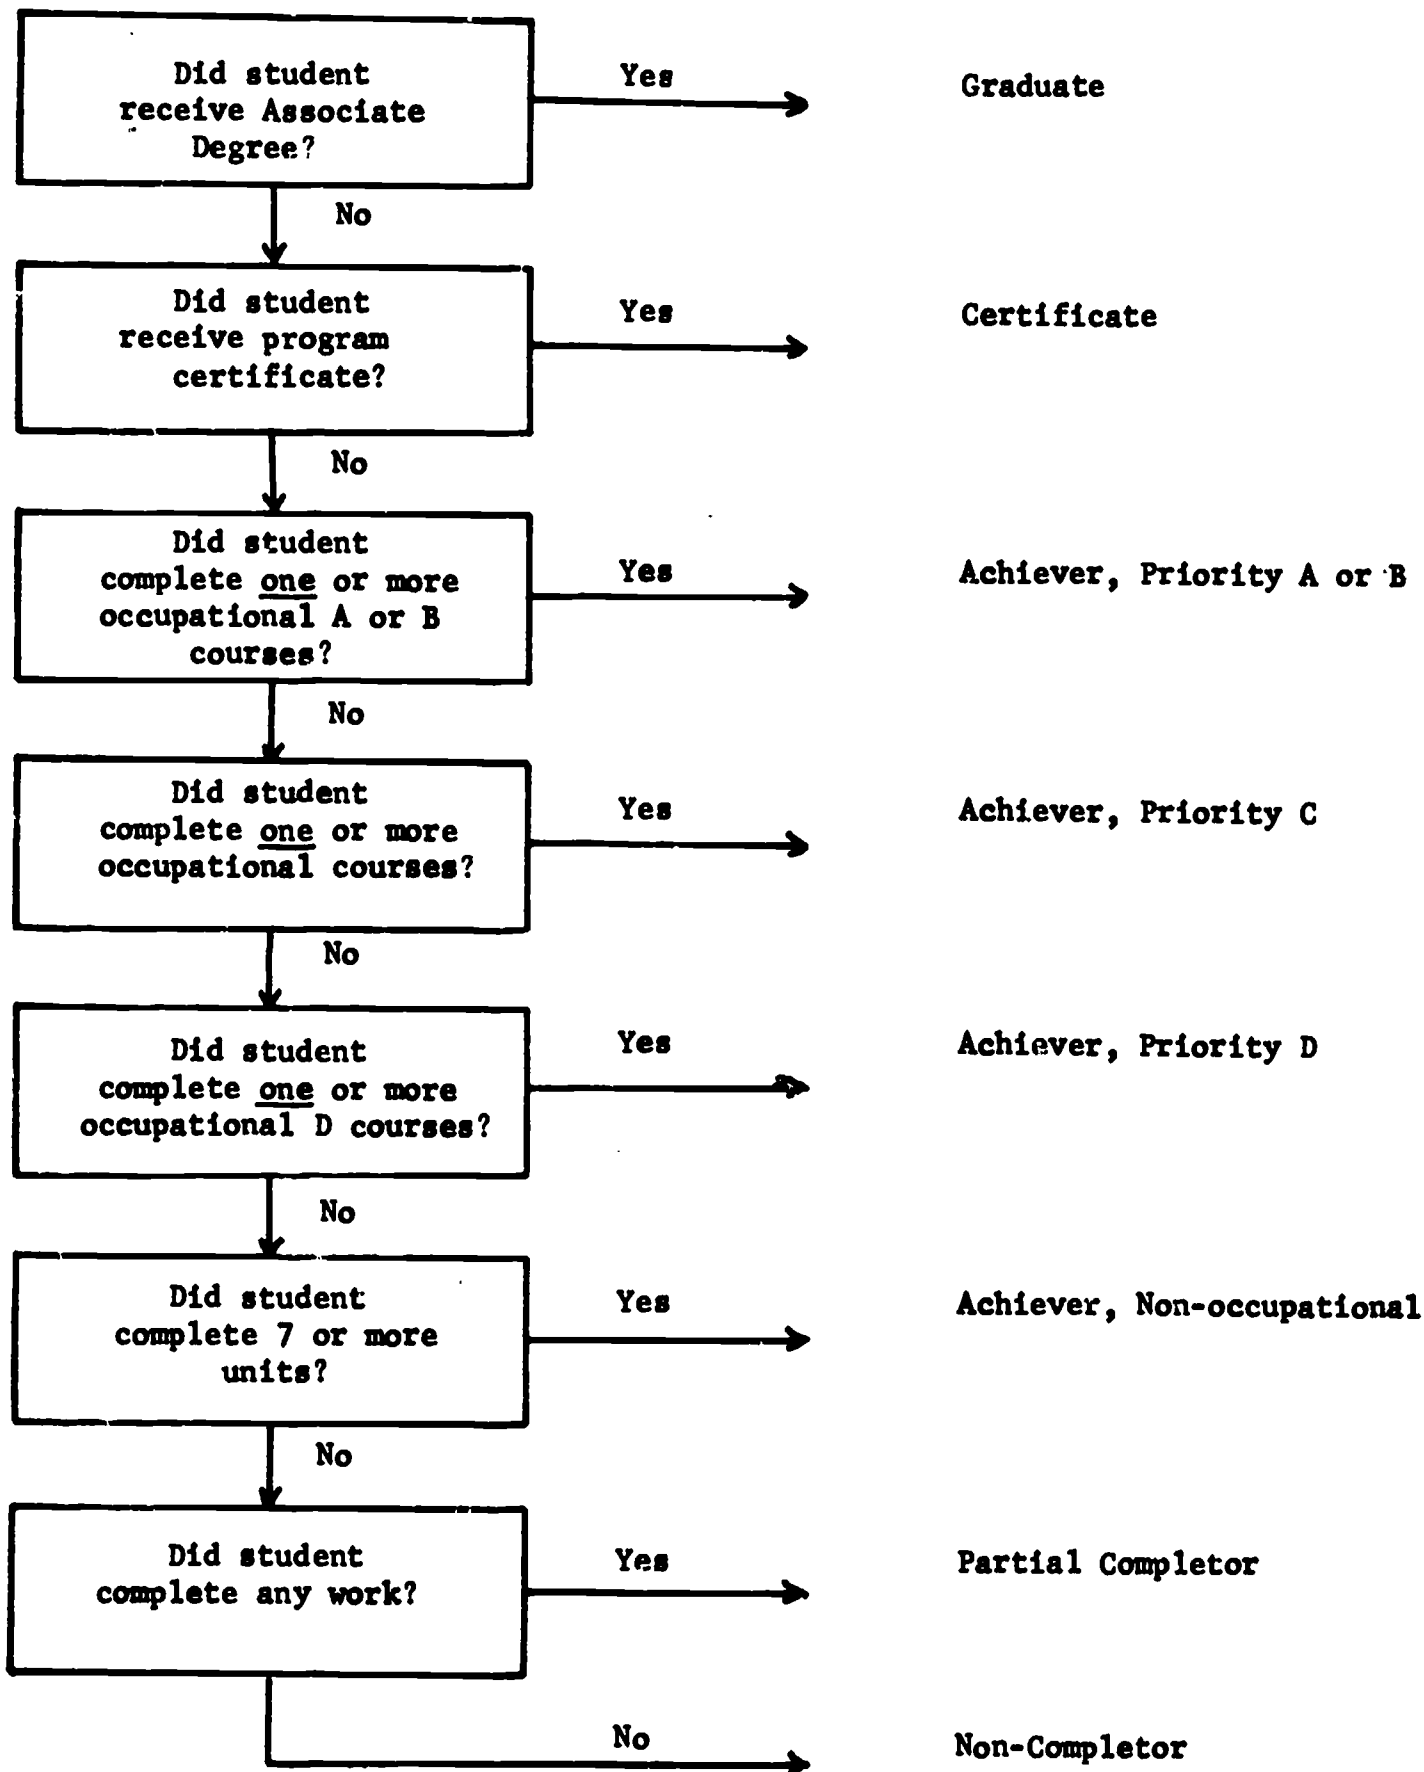 Did student
receive Associate
Degree?
Yes
Graduate
No
Did student
receive program
certificate?
Yes
Certificate
No
Did student
complete one or more
occupational A or B
courses?
Yes
Achiever, Priority A or B
No
Did student
complete one or more
occupational courses?
Yes
Achiever, Priority C
No
Did student
complete one or more
occupational D courses?
Yes
Achiever, Priority D
No
Did student
complete 7 or more
units?
Yes
Achiever, Non-occupational
No
Did student
complete any work?
Yes
Partial Completor
No
Non-Completor